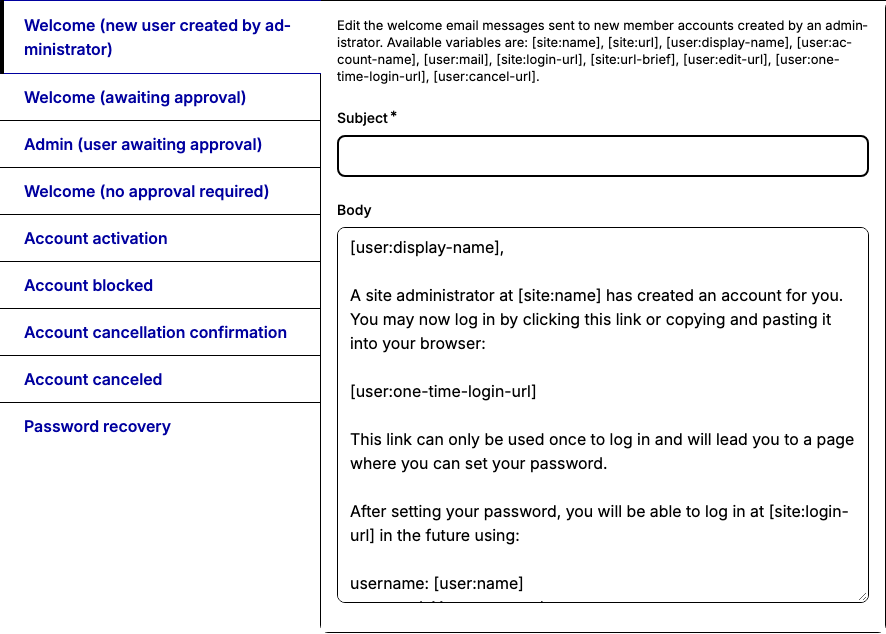 Welcome (new user created by ad-
ministrator)
Welcome (awaiting approval)
Admin (user awaiting approval)
Welcome (no approval required)
Account activation
Account blocked
Account cancellation confirmation
Account canceled
Password recovery
Edit the welcome email messages sent to new member accounts created by an admin-
istrator. Available variables are: [site:name], [site:url], [user:display-name], [user:ac-
count-name], [user:mail], [site:login-url], [site:url-brief], [user:edit-url], [user:one-
time-login-url], [user:cancel-url].
Subject*
Body
[user:display-name],
A site administrator at [site:name] has created an account for you.
You may now log in by clicking this link or copying and pasting it
into your browser:
[user:one-time-login-url]
This link can only be used once to log in and will lead you to a page
where you can set your password.
After setting your password, you will be able to log in at [site:login-
url] in the future using:
username: [user:name]